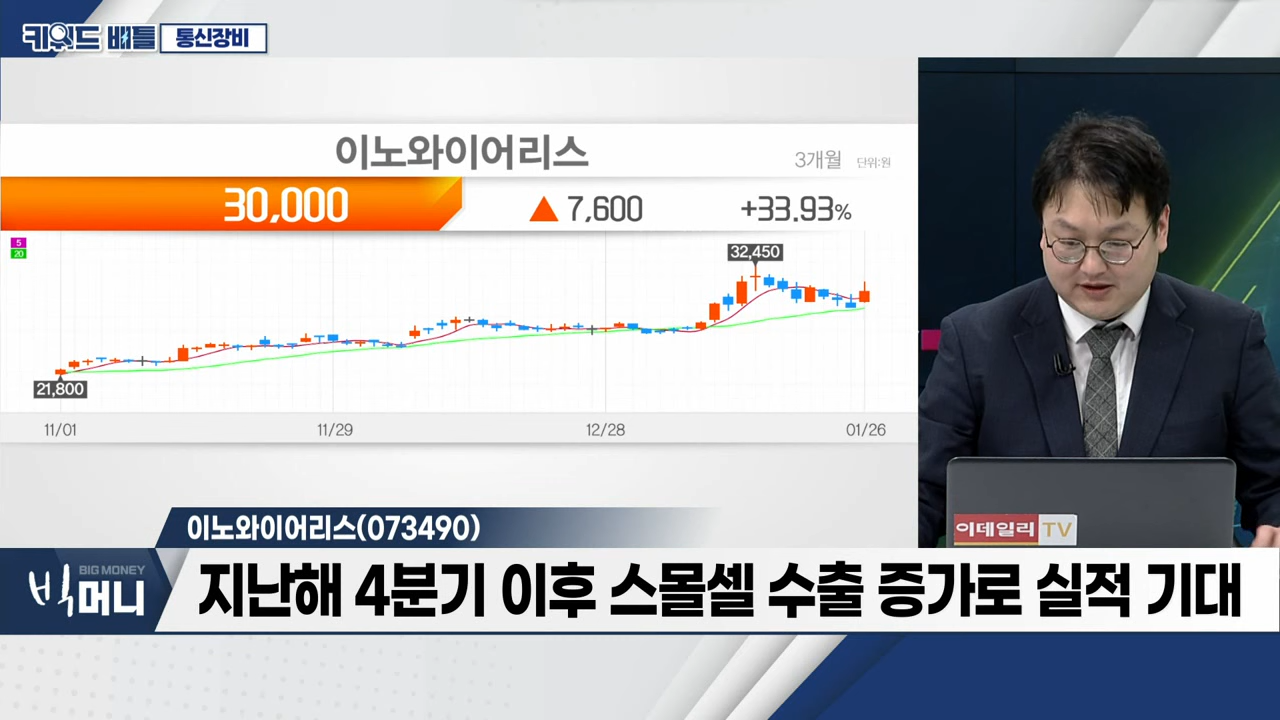 키워드 배틀 통신장비
이노와이어리스
3개월 단위:원
30,000 ▲ 7,600 +33.93%
5
20
32,450
21,800
11/01 11/29 12/28 01/26
이데일리 TV
이노와이어리스(073490)
BIG MONEY
빅머니
지난해 4분기 이후 스몰셀 수출 증가로 실적 기대